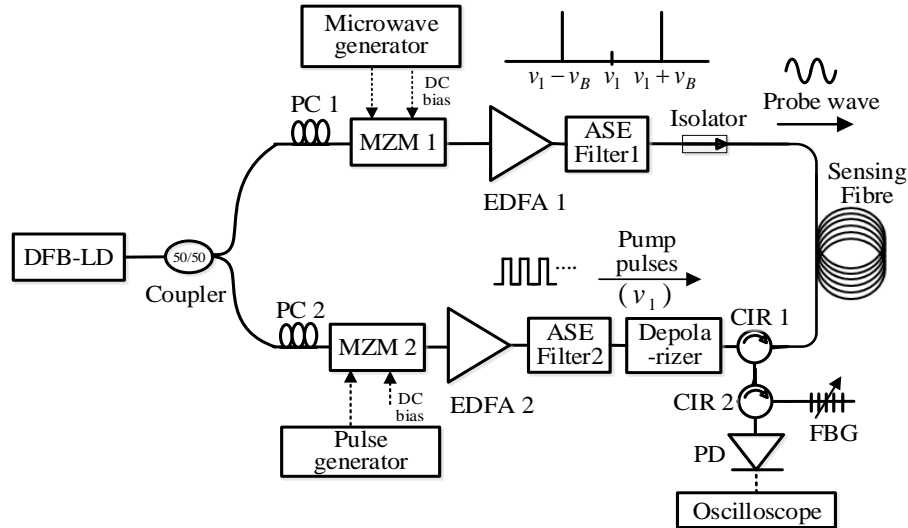 Microwave
generator
DC
bias
PC 1
MZM 1
EDFA 1
ASE
Filter1
v₁ − v_B
v₁
v₁ + v_B
Isolator
Probe wave
Sensing
Fibre
DFB-LD
50/50
Coupler
PC 2
MZM 2
DC
bias
Pulse
generator
EDFA 2
ASE
Filter2
Pump
pulses
(v₁)
Depola
-rizer
CIR 1
CIR 2
FBG
PD
Oscilloscope